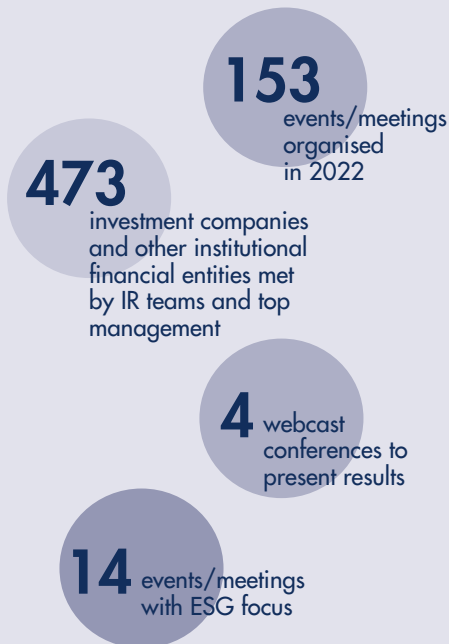 153
events/meetings
organised
in 2022
473
investment companies
and other institutional
financial entities met
by IR teams and top
management
4 webcast
conferences to
present results
14 events/meetings
with ESG focus